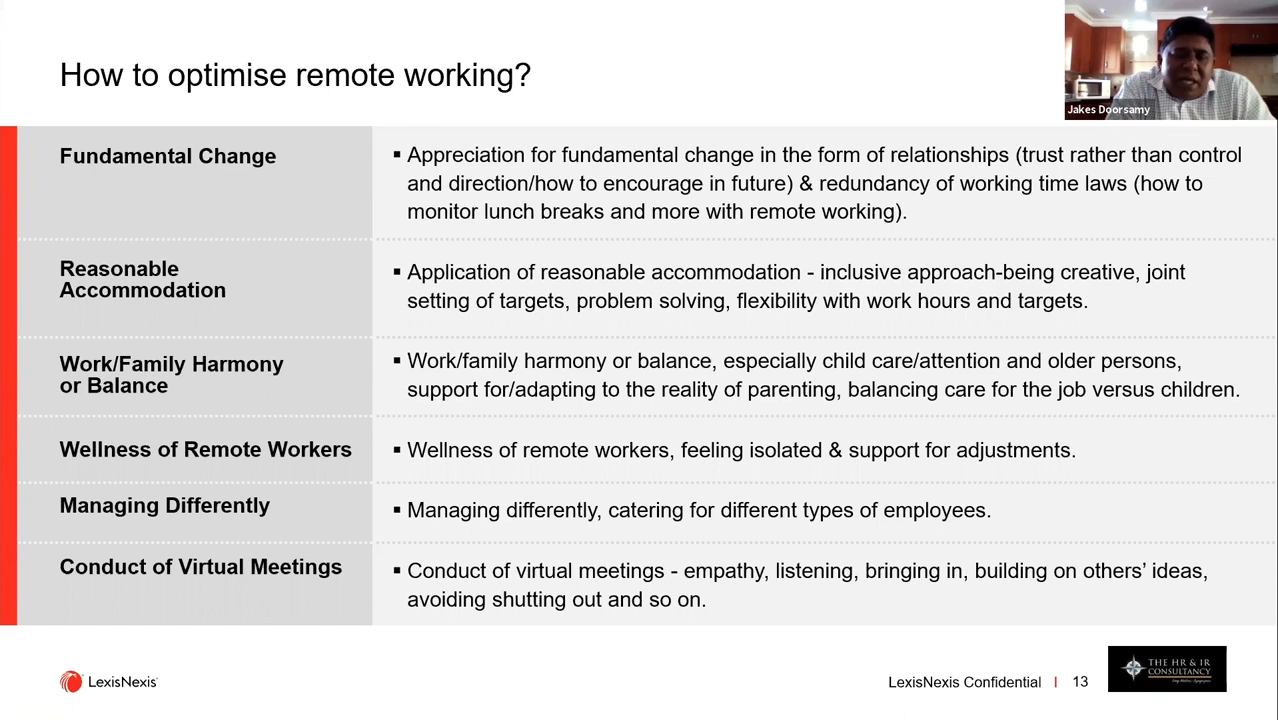 How to optimise remote working?
Jakes Doorsamy
Fundamental Change
▪ Appreciation for fundamental change in the form of relationships (trust rather than control
and direction/how to encourage in future) & redundancy of working time laws (how to
monitor lunch breaks and more with remote working).
Reasonable
Accommodation
▪ Application of reasonable accommodation - inclusive approach-being creative, joint
setting of targets, problem solving, flexibility with work hours and targets.
Work/Family Harmony
or Balance
▪ Work/family harmony or balance, especially child care/attention and older persons,
support for/adapting to the reality of parenting, balancing care for the job versus children.
Wellness of Remote Workers
▪ Wellness of remote workers, feeling isolated & support for adjustments.
Managing Differently
▪ Managing differently, catering for different types of employees.
Conduct of Virtual Meetings
▪ Conduct of virtual meetings - empathy, listening, bringing in, building on others’ ideas,
avoiding shutting out and so on.
LexisNexis
LexisNexis Confidential | 13
THE HR & IR
CONSULTANCY